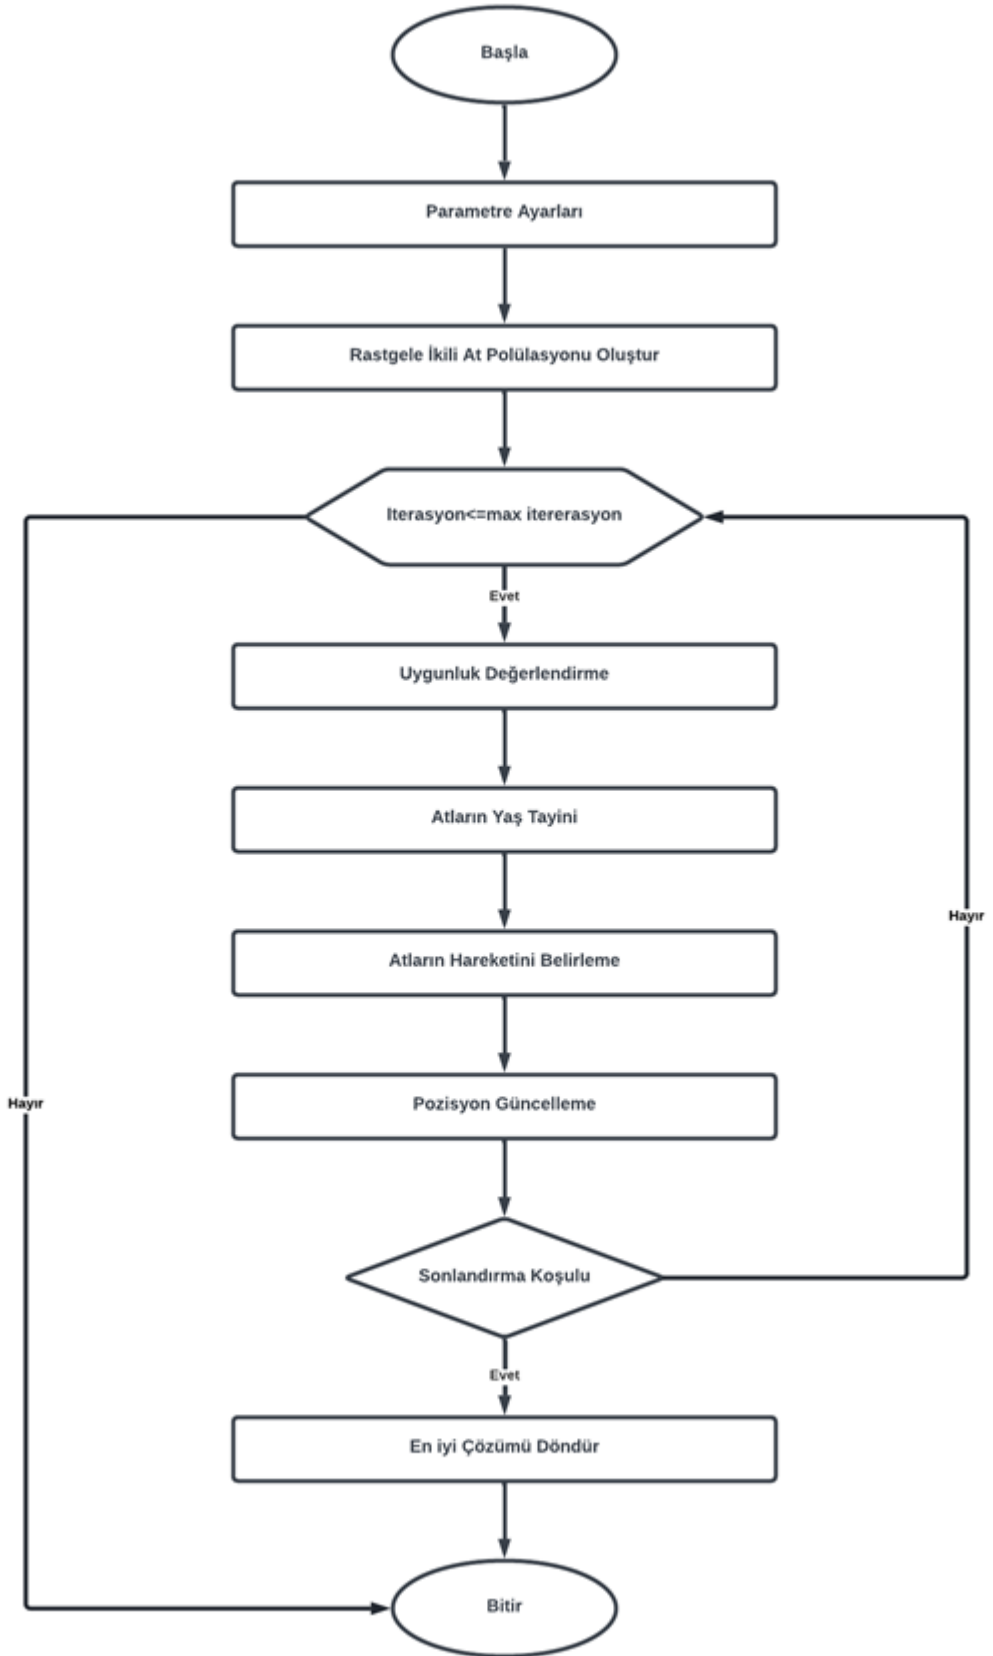 Başla
Parametre Ayarları
Rastgele İkili At Polülasyonu Oluştur
Iterasyon<=max itererasyon
Evet
Uygunluk Değerlendirme
Atların Yaş Tayini
Hayır
Atların Hareketini Belirleme
Hayır
Pozisyon Güncelleme
Sonlandırma Koşulu
Evet
En iyi Çözümü Döndür
Bitir